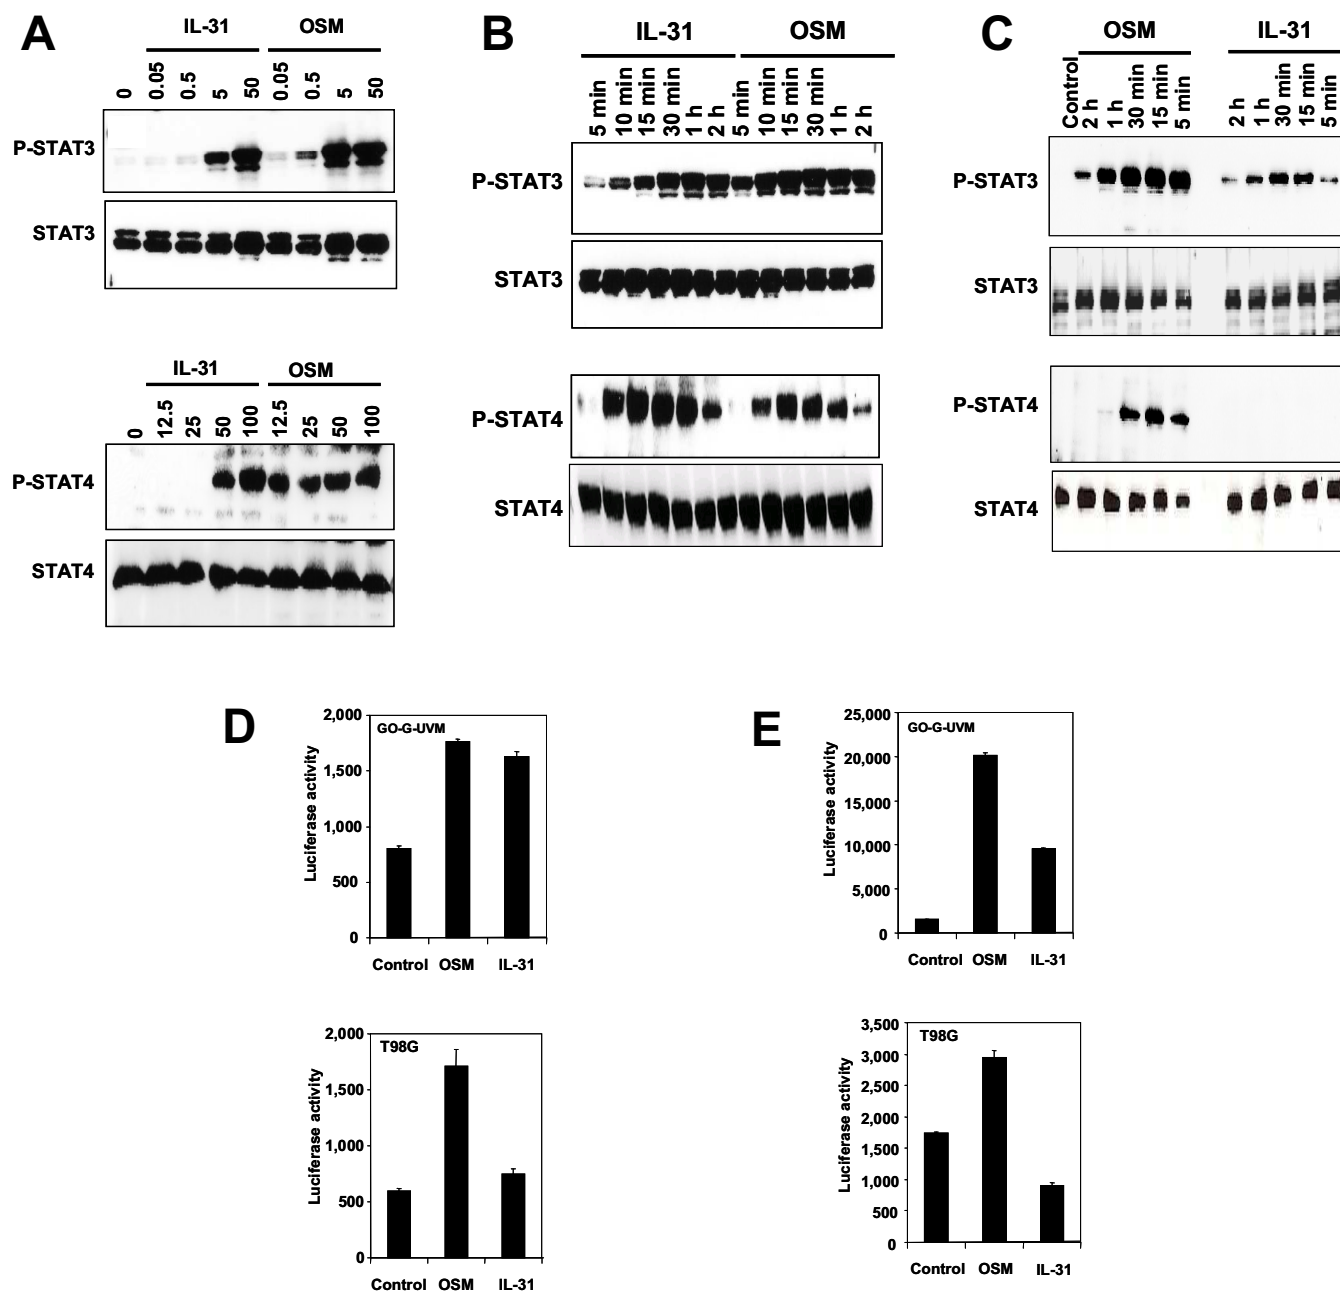 A
IL-31 OSM
0 0.05 0.5 5 50 0.05 0.5 5 50
P-STAT3
STAT3
IL-31 OSM
0 12.5 25 50 100 12.5 25 50 100
P-STAT4
STAT4
B
IL-31 OSM
5 min 10 min 15 min 30 min 1 h 2 h 5 min 10 min 15 min 30 min 1 h 2 h
P-STAT3
STAT3
P-STAT4
STAT4
C
OSM IL-31
Control 2 h 1 h 30 min 15 min 5 min 2 h 1 h 30 min 15 min 5 min
P-STAT3
STAT3
P-STAT4
STAT4
D
GO-G-UVM
Luciferase activity
2,000
1,500
1,000
500
0
Control OSM IL-31
T98G
Luciferase activity
2,000
1,500
1,000
500
0
Control OSM IL-31
E
GO-G-UVM
Luciferase activity
25,000
20,000
15,000
10,000
5,000
0
Control OSM IL-31
T98G
Luciferase activity
3,500
3,000
2,500
2,000
1,500
1,000
500
0
Control OSM IL-31